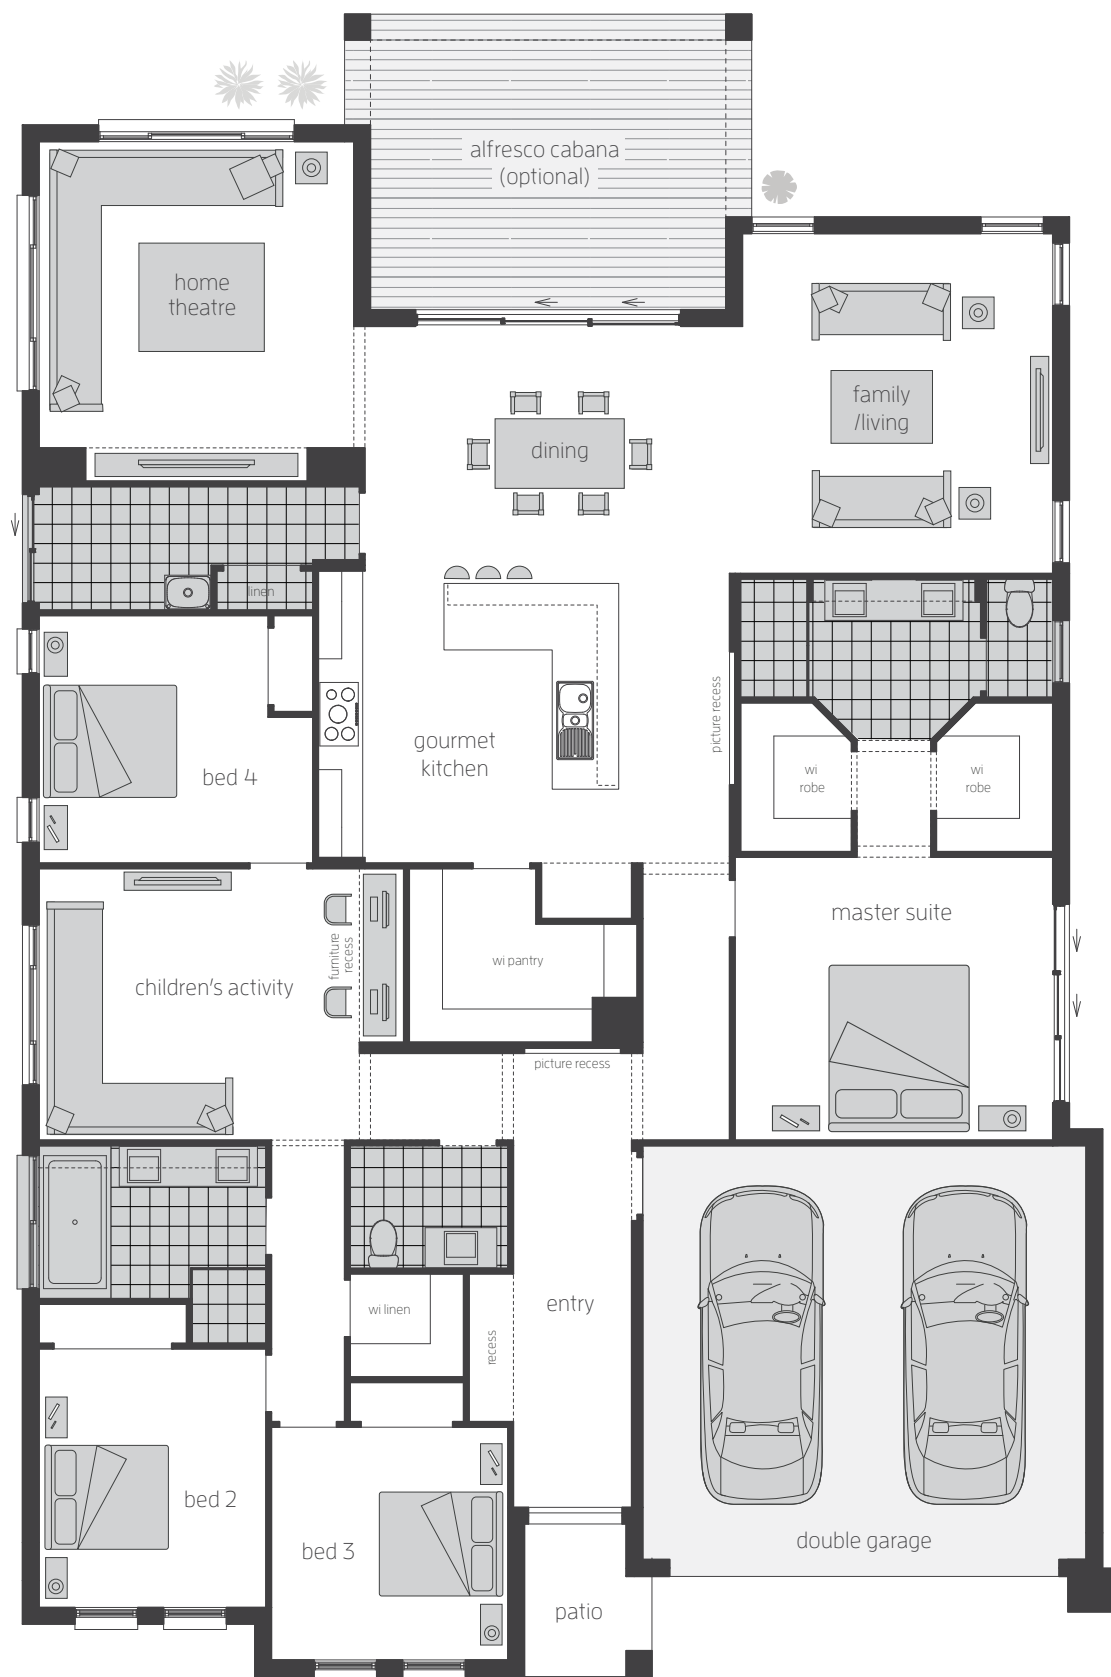 alfresco cabana
(optional)
home
theatre
family
/living
dining
linen
picture recess
gourmet
kitchen
bed 4
wi
robe
wi
robe
master suite
furniture
recess
wi pantry
children's activity
picture recess
entry
wi linen
recess
bed 2
bed 3
double garage
patio